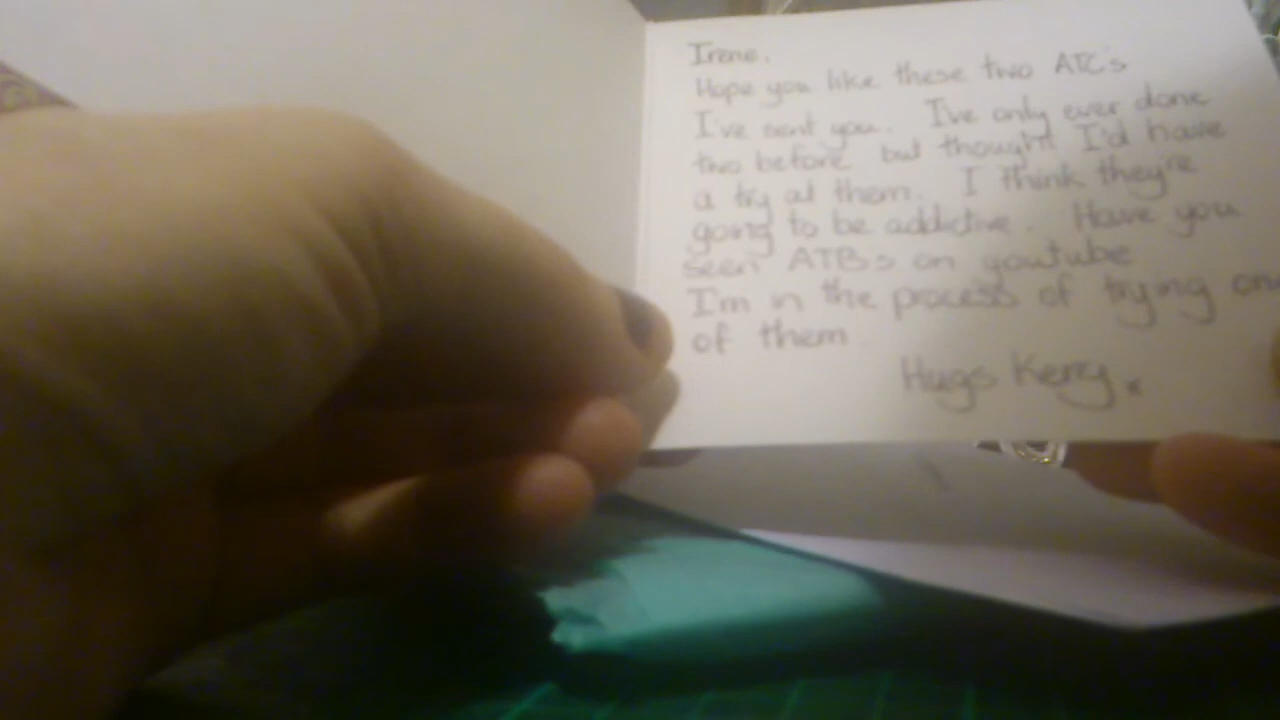 Irene.
Hope you like these two ATC's
I've sent you. I've only ever done
two before but thought I'd have
a try at them. I think they're
going to be addictive. Have you
seen ATBs on youtube
I'm in the process of trying one
of them
Hugs Kerry. x